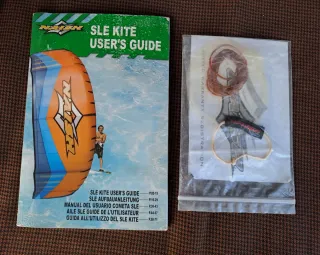 NAISH
SLE KITE
USER'S GUIDE
NAISH
SLE KITE USER'S GUIDE
SLE AUFBAUANLEITUNG
MANUAL DEL USUARIO COMETA SLE
AILE SLE GUIDE DE L'UTILISATEUR
GUIDA ALL'UTILIZZO DEL SLE KITE